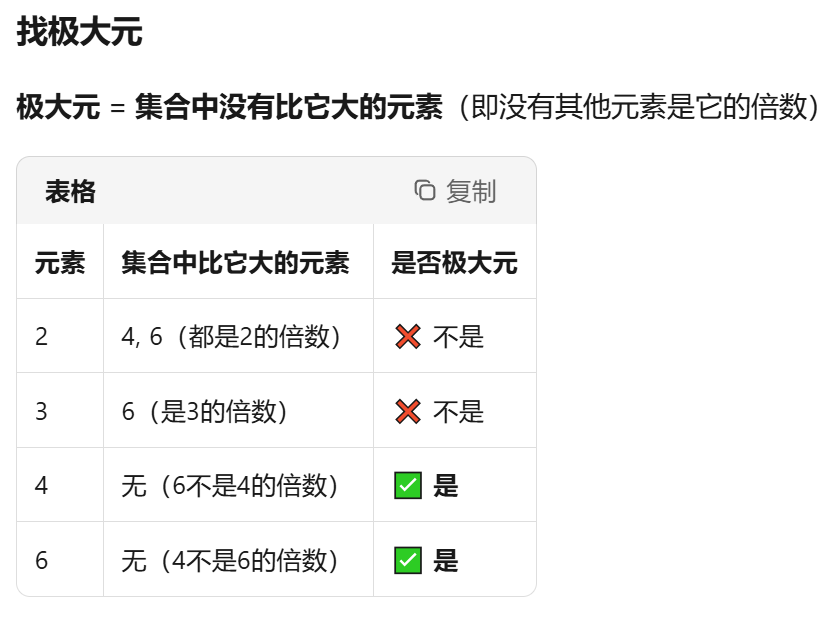 找极大元
极大元 = 集合中没有比它大的元素（即没有其他元素是它的倍数）
表格 复制
元素 集合中比它大的元素 是否极大元
2 4, 6（都是2的倍数） ❌ 不是
3 6（是3的倍数） ❌ 不是
4 无（6不是4的倍数） ✅ 是
6 无（4不是6的倍数） ✅ 是